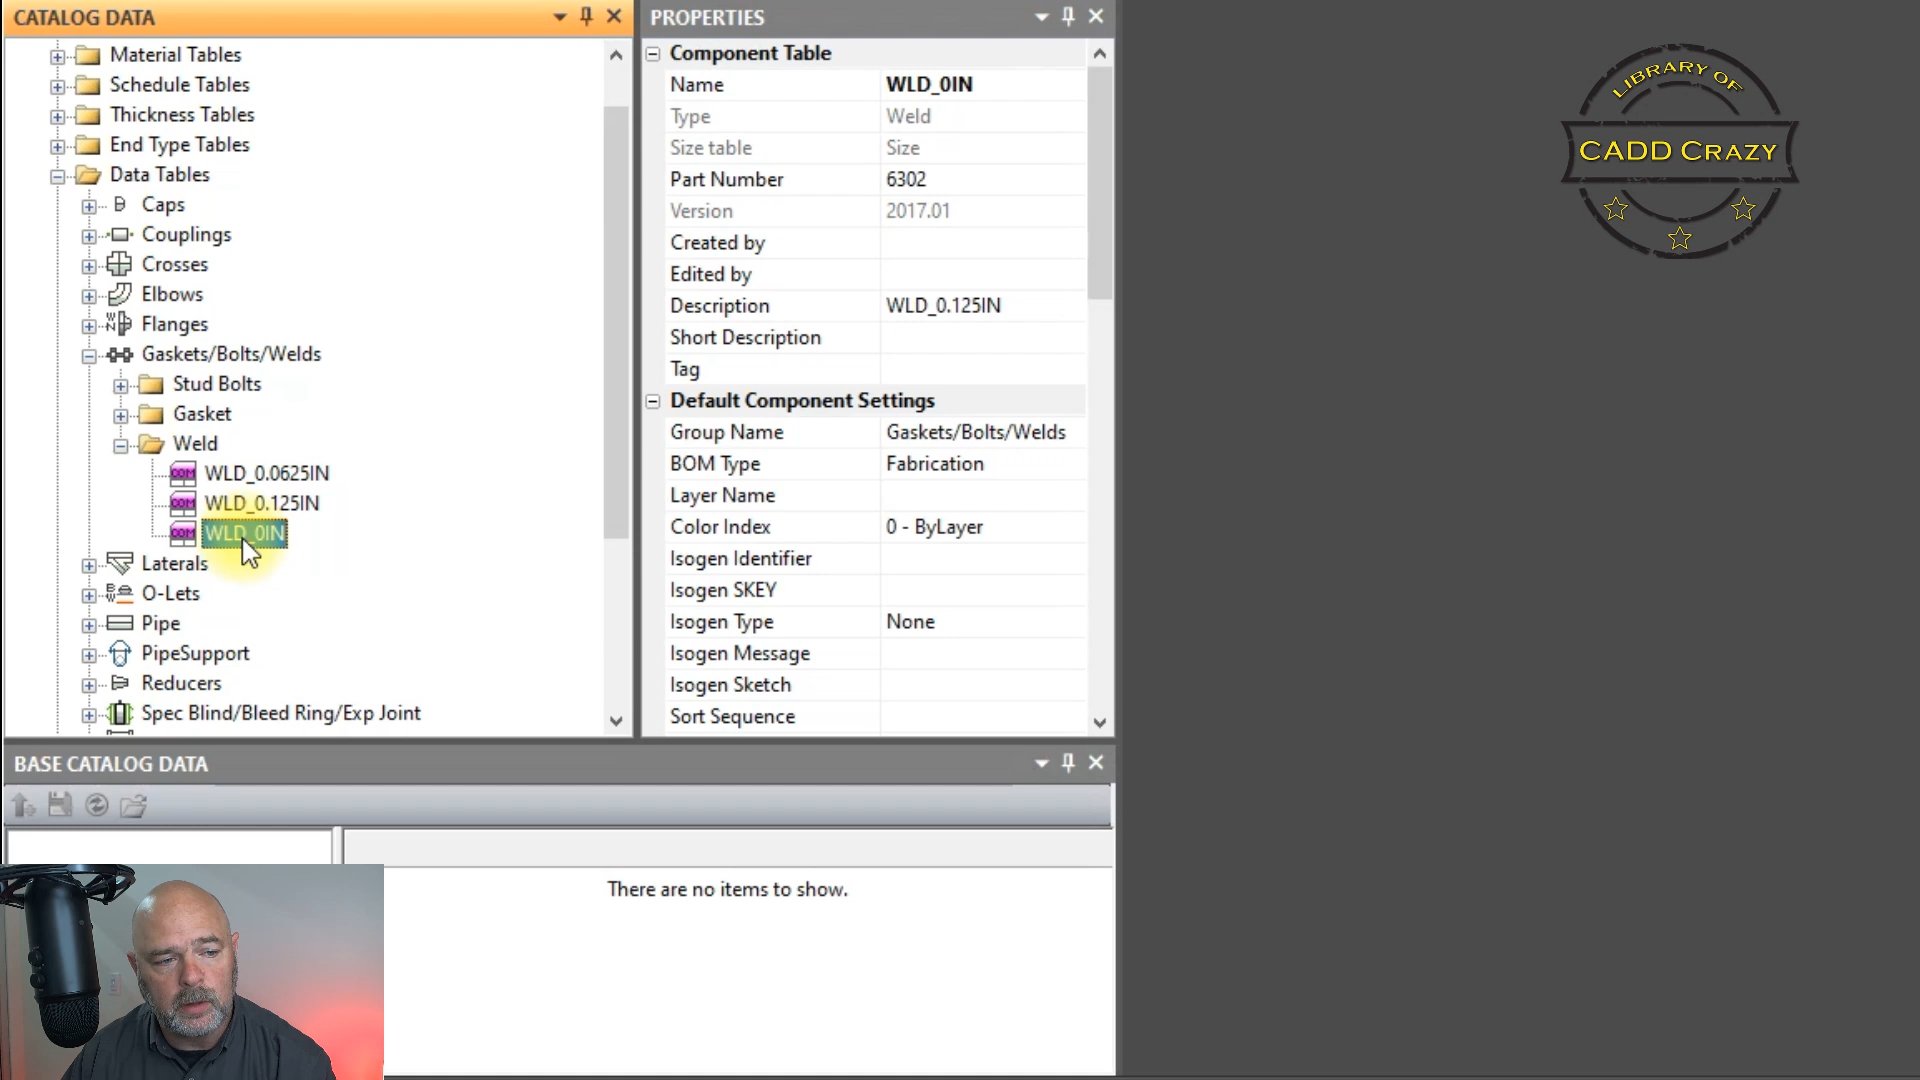 CATALOG DATA
Material Tables
Schedule Tables
Thickness Tables
End Type Tables
Data Tables
Caps
Couplings
Crosses
Elbows
Flanges
Gaskets/Bolts/Welds
Stud Bolts
Gasket
Weld
COM WLD_0.0625IN
COM WLD_0.125IN
COM WLD_0IN
Laterals
O-Lets
Pipe
PipeSupport
Reducers
Spec Blind/Bleed Ring/Exp Joint
PROPERTIES
Component Table
Name WLD_0IN
Type Weld
Size table Size
Part Number 6302
Version 2017.01
Created by
Edited by
Description WLD_0.125IN
Short Description
Tag
Default Component Settings
Group Name Gaskets/Bolts/Welds
BOM Type Fabrication
Layer Name
Color Index 0 - ByLayer
Isogen Identifier
Isogen SKEY
Isogen Type None
Isogen Message
Isogen Sketch
Sort Sequence
BASE CATALOG DATA
There are no items to show.
LIBRARY OF
CADD CRAZY